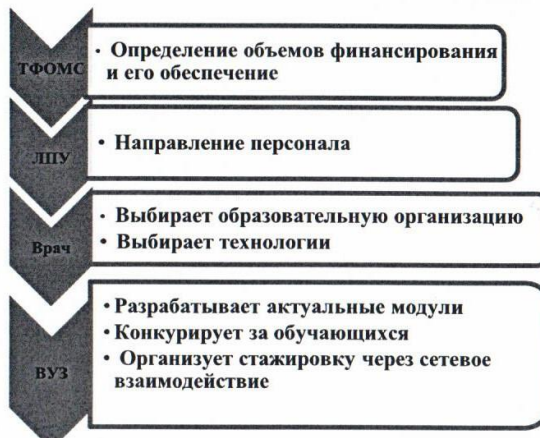 ТФОМС
• Определение объемов финансирования
и его обеспечение
ЛПУ
• Направление персонала
Врач
• Выбирает образовательную организацию
• Выбирает технологии
ВУЗ
• Разрабатывает актуальные модули
• Конкурирует за обучающихся
• Организует стажировку через сетевое
взаимодействие